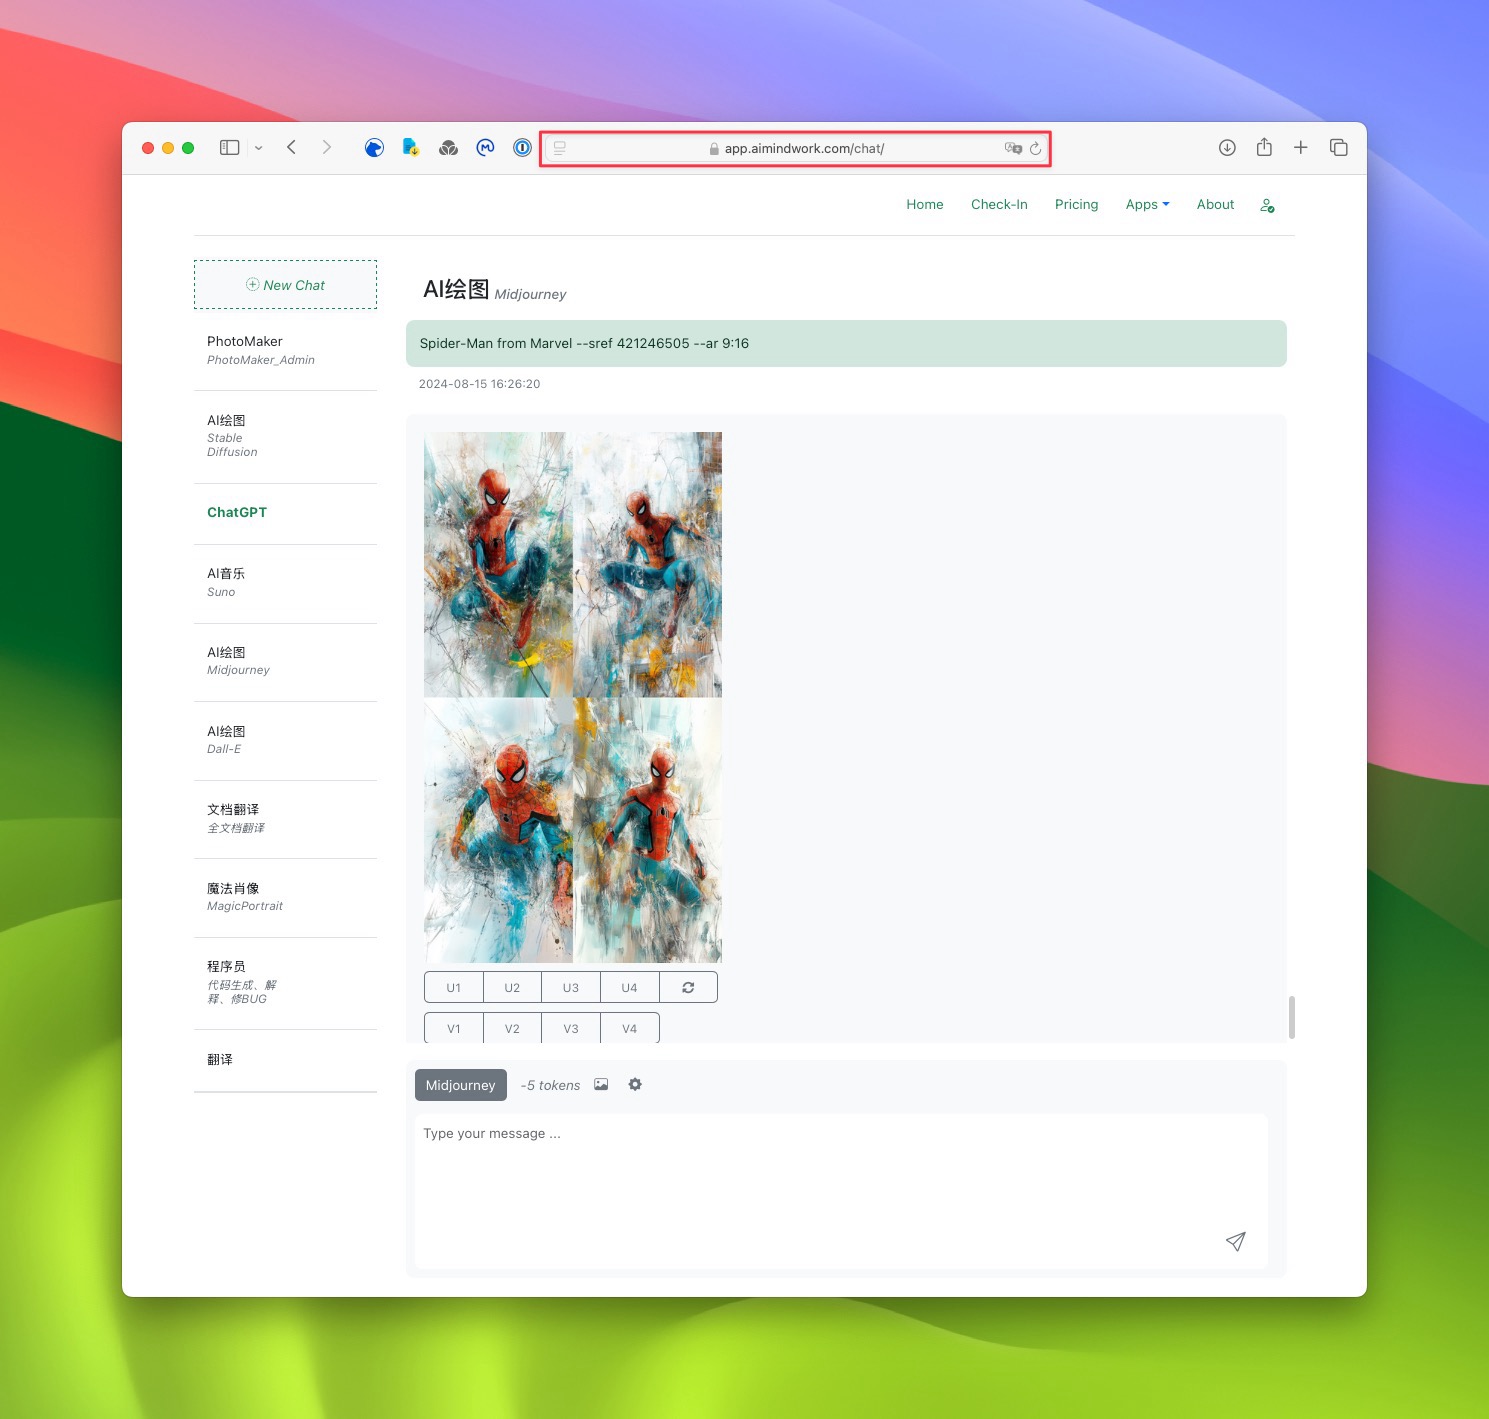 app.aimindwork.com/chat/
Home Check-In Pricing Apps About
New Chat
PhotoMaker
PhotoMaker_Admin
AI绘图
Stable
Diffusion
ChatGPT
AI音乐
Suno
AI绘图
Midjourney
AI绘图
Dall-E
文档翻译
全文档翻译
魔法肖像
MagicPortrait
程序员
代码生成、解
释、修BUG
翻译
AI绘图 Midjourney
Spider-Man from Marvel --sref 421246505 --ar 9:16
2024-08-15 16:26:20
U1 U2 U3 U4
V1 V2 V3 V4
Midjourney -5 tokens
Type your message ...